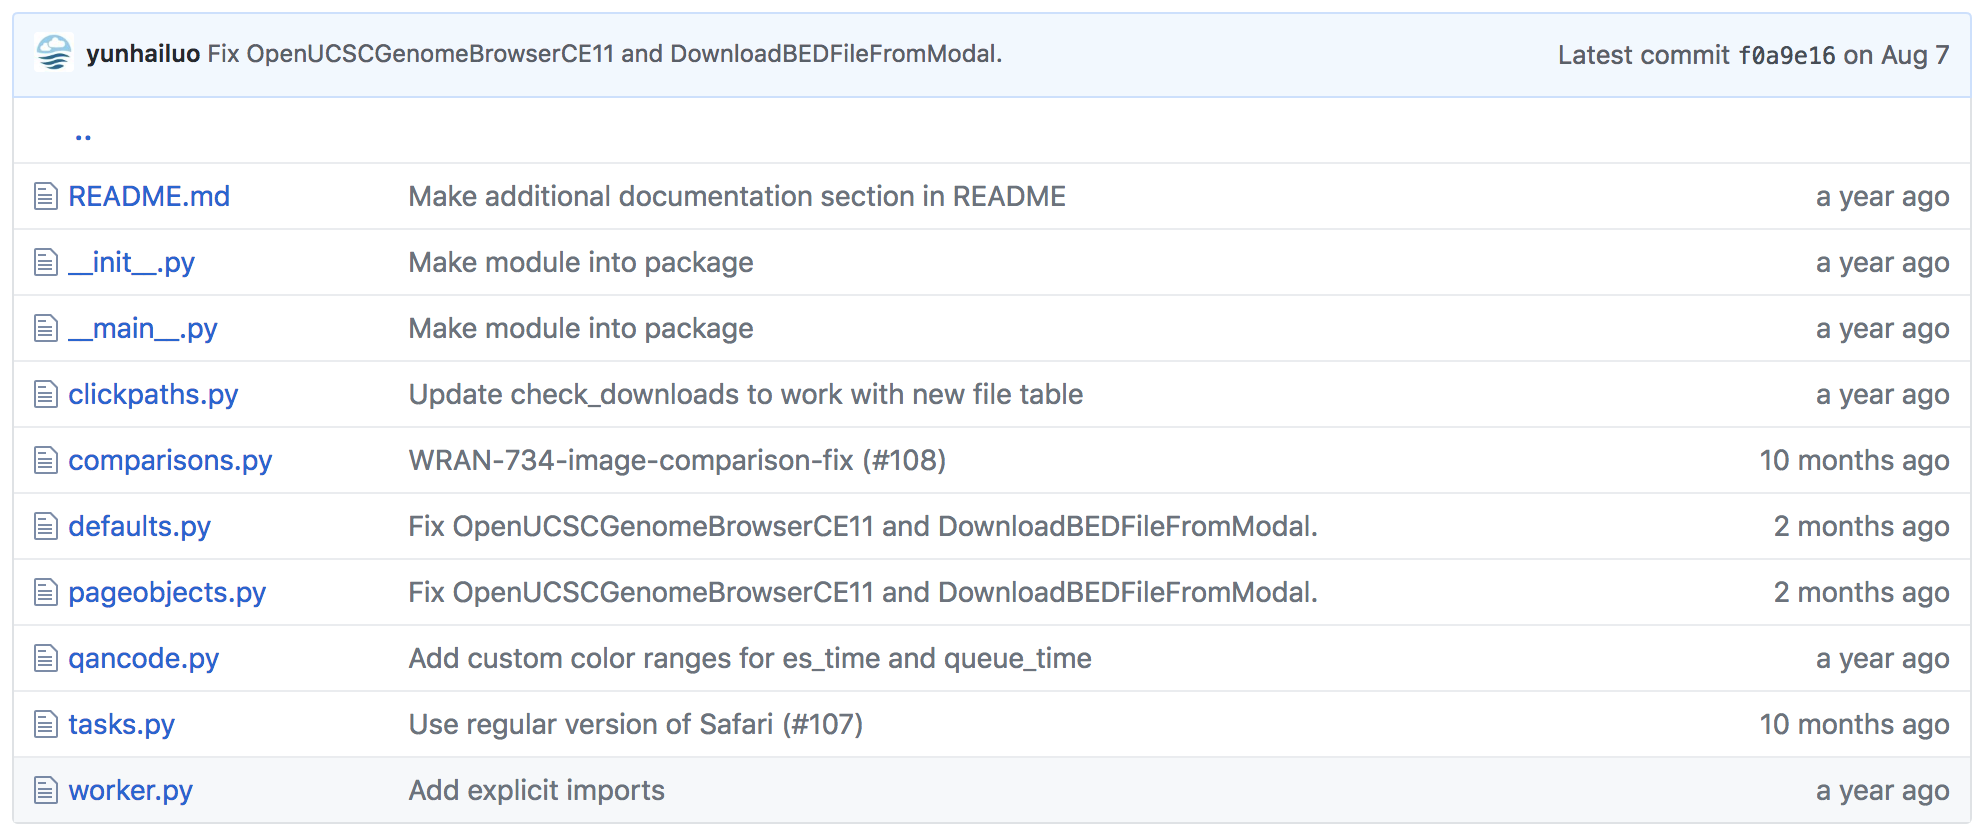 yunhailuo Fix OpenUCSCGenomeBrowserCE11 and DownloadBEDFileFromModal. Latest commit f0a9e16 on Aug 7
..
README.md Make additional documentation section in README a year ago
__init__.py Make module into package a year ago
__main__.py Make module into package a year ago
clickpaths.py Update check_downloads to work with new file table a year ago
comparisons.py WRAN-734-image-comparison-fix (#108) 10 months ago
defaults.py Fix OpenUCSCGenomeBrowserCE11 and DownloadBEDFileFromModal. 2 months ago
pageobjects.py Fix OpenUCSCGenomeBrowserCE11 and DownloadBEDFileFromModal. 2 months ago
qancode.py Add custom color ranges for es_time and queue_time a year ago
tasks.py Use regular version of Safari (#107) 10 months ago
worker.py Add explicit imports a year ago